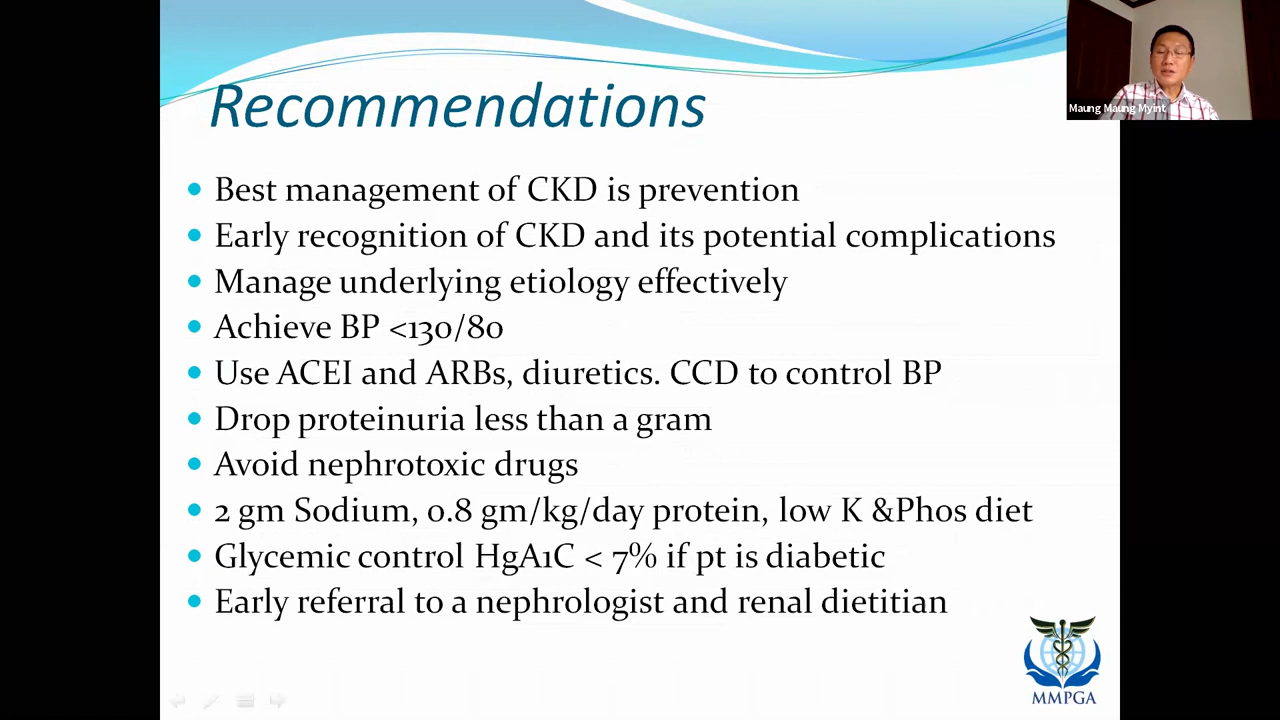 Recommendations
Maung Maung Myint
Best management of CKD is prevention
Early recognition of CKD and its potential complications
Manage underlying etiology effectively
Achieve BP <130/80
Use ACEI and ARBs, diuretics. CCD to control BP
Drop proteinuria less than a gram
Avoid nephrotoxic drugs
2 gm Sodium, 0.8 gm/kg/day protein, low K &Phos diet
Glycemic control HgA1C < 7% if pt is diabetic
Early referral to a nephrologist and renal dietitian
MMPGA